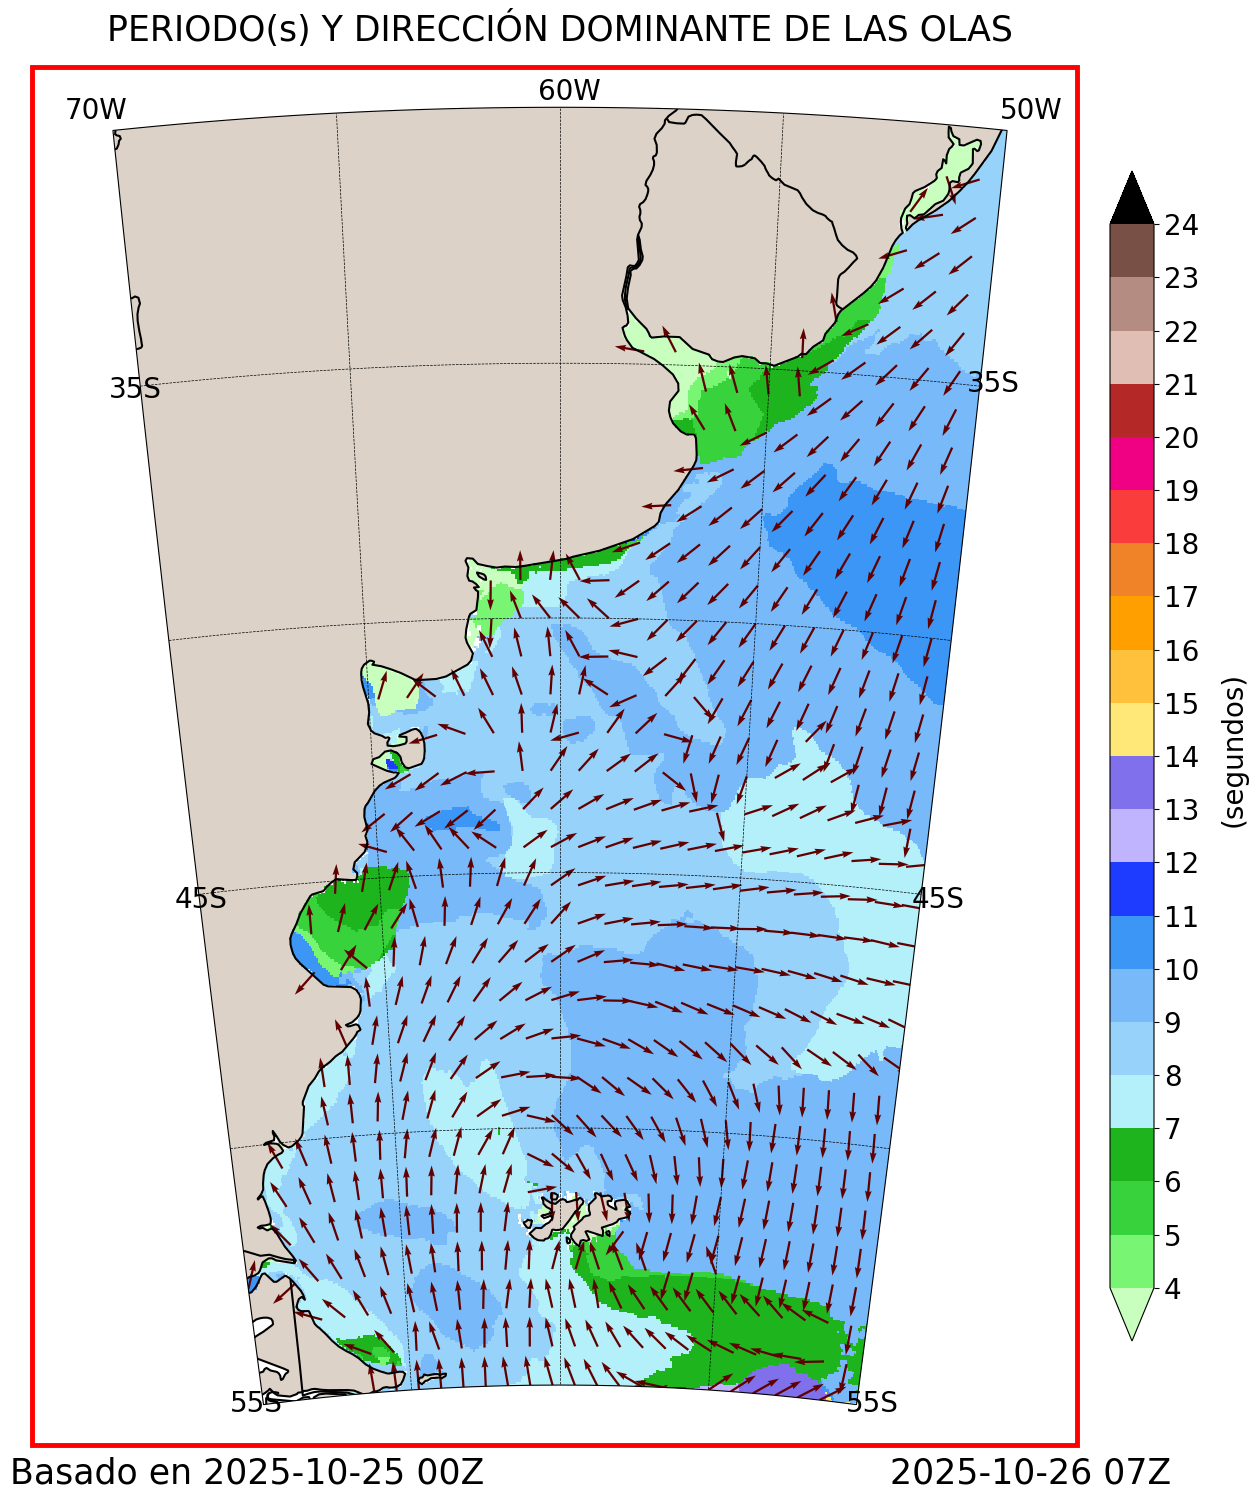 PERIODO(s) Y DIRECCIÓN DOMINANTE DE LAS OLAS
70W
60W
50W
35S
35S
45S
45S
55S
55S
24
23
22
21
20
19
18
17
16
15
14
13
12
11
10
9
8
7
6
5
4
(segundos)
Basado en 2025-10-25 00Z
2025-10-26 07Z